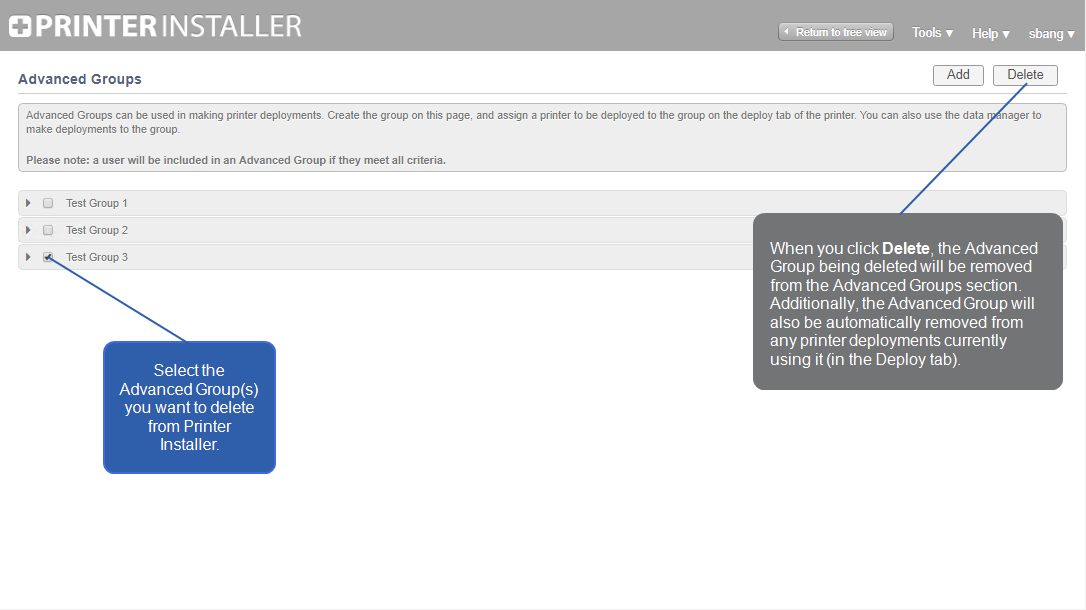 PRINTER INSTALLER
Return to tree view
Tools ▾
Help ▾
sbang ▾
Advanced Groups
Add
Delete
Advanced Groups can be used in making printer deployments. Create the group on this page, and assign a printer to be deployed to the group on the deploy tab of the printer. You can also use the data manager to
make deployments to the group.
Please note: a user will be included in an Advanced Group if they meet all criteria.
Test Group 1
Test Group 2
Test Group 3
When you click Delete, the Advanced
Group being deleted will be removed
from the Advanced Groups section.
Additionally, the Advanced Group will
also be automatically removed from
any printer deployments currently
using it (in the Deploy tab).
Select the
Advanced Group(s)
you want to delete
from Printer
Installer.